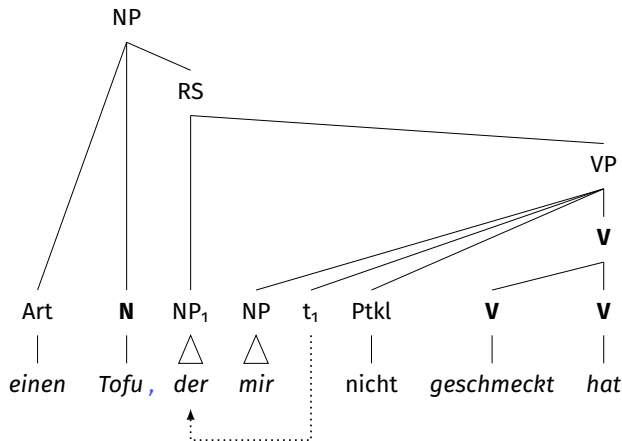 NP
RS
VP
V
Art N NP₁ NP t₁ Ptkl V V
einen Tofu , der mir nicht geschmeckt hat